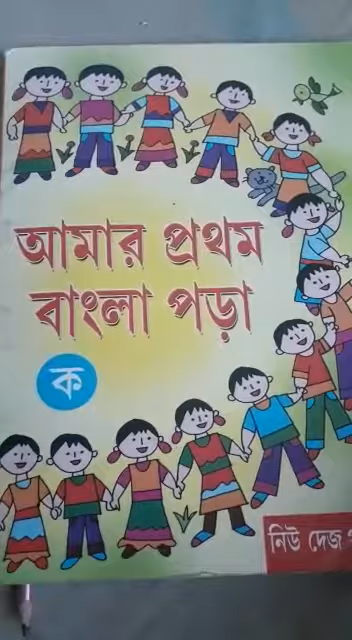 আমার প্রথম
বাংলা পড়া
ক
নিউ দেজ